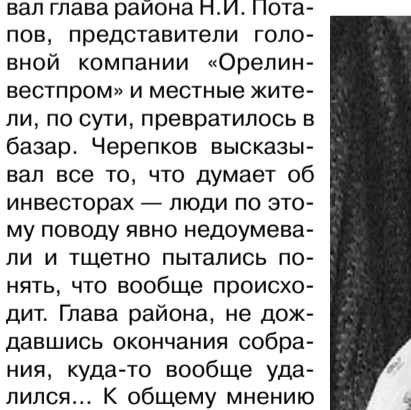 вал глава района Н.И. Пота-
пов, представители голо-
вной компании «Орелин-
вестпром» и местные жите-
ли, по сути, превратилось в
базар. Черепков высказы-
вал все то, что думает об
инвесторах — люди по это-
му поводу явно недоумева-
ли и тщетно пытались по-
нять, что вообще происхо-
дит. Глава района, не дож-
давшись окончания собра-
ния, куда-то вообще уда-
лился... К общему мнению